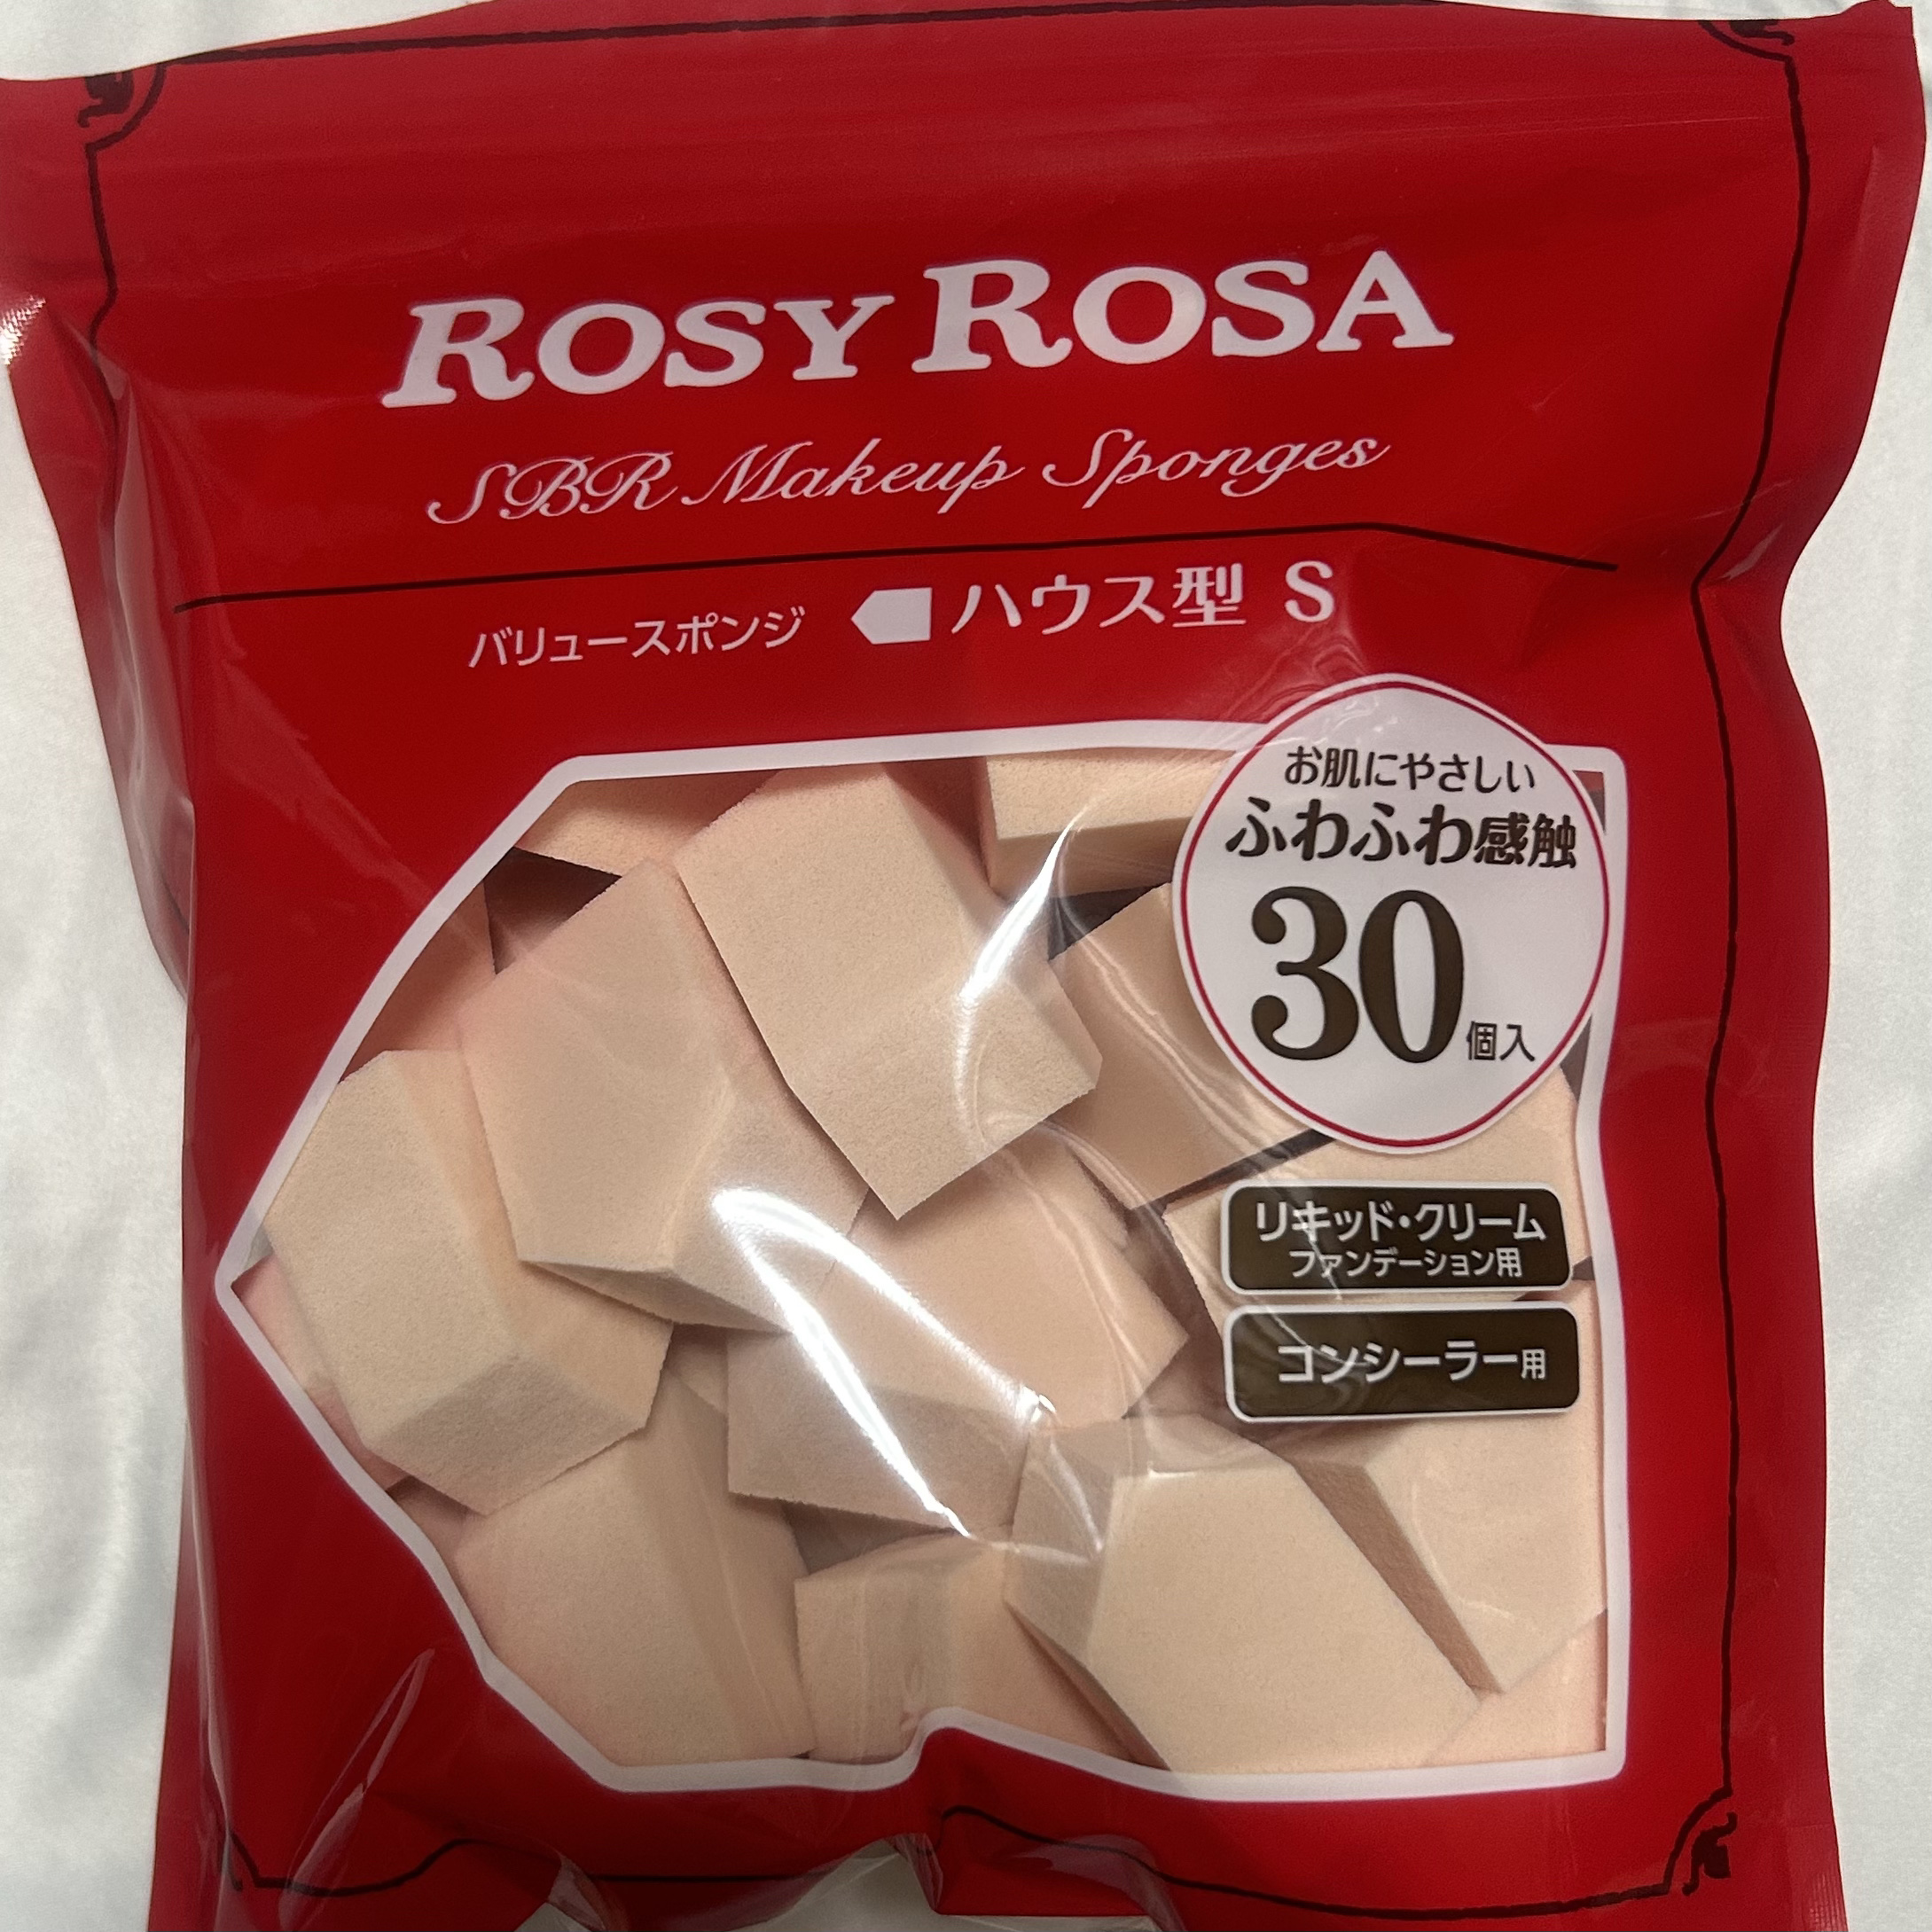 ROSY ROSA
SBR Makeup Sponges
バリュースポンジ ハウス型 S
お肌にやさしい
ふわふわ感触
30個入
リキッド・クリーム
ファンデーション用
コンシーラー用